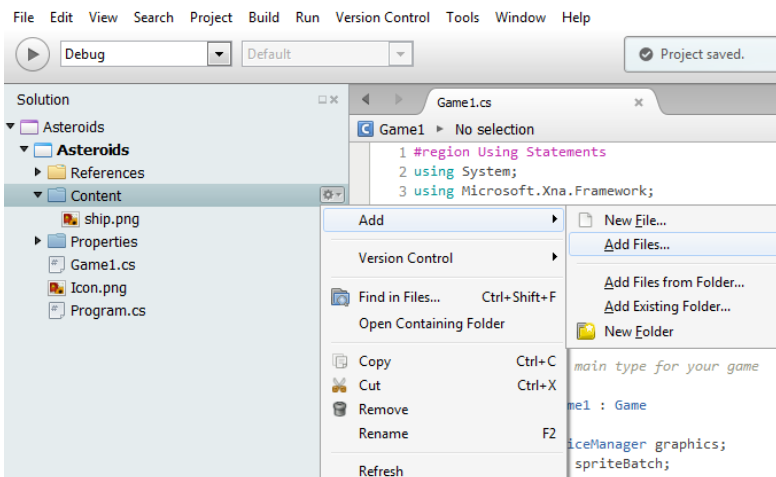 File Edit View Search Project Build Run Version Control Tools Window Help
Debug Default Project saved.
Solution
Game1.cs
Asteroids
Game1 No selection
Asteroids
1 #region Using Statements
References
2 using System;
Content
3 using Microsoft.Xna.Framework;
ship.png
Properties
Game1.cs
Icon.png
Program.cs
Add
Version Control
Find in Files... Ctrl+Shift+F
Open Containing Folder
Copy Ctrl+C
Cut Ctrl+X
Remove
Rename F2
Refresh
New File...
Add Files...
Add Files from Folder...
Add Existing Folder...
New Folder
main type for your game
me1 : Game
iceManager graphics;
spriteBatch;